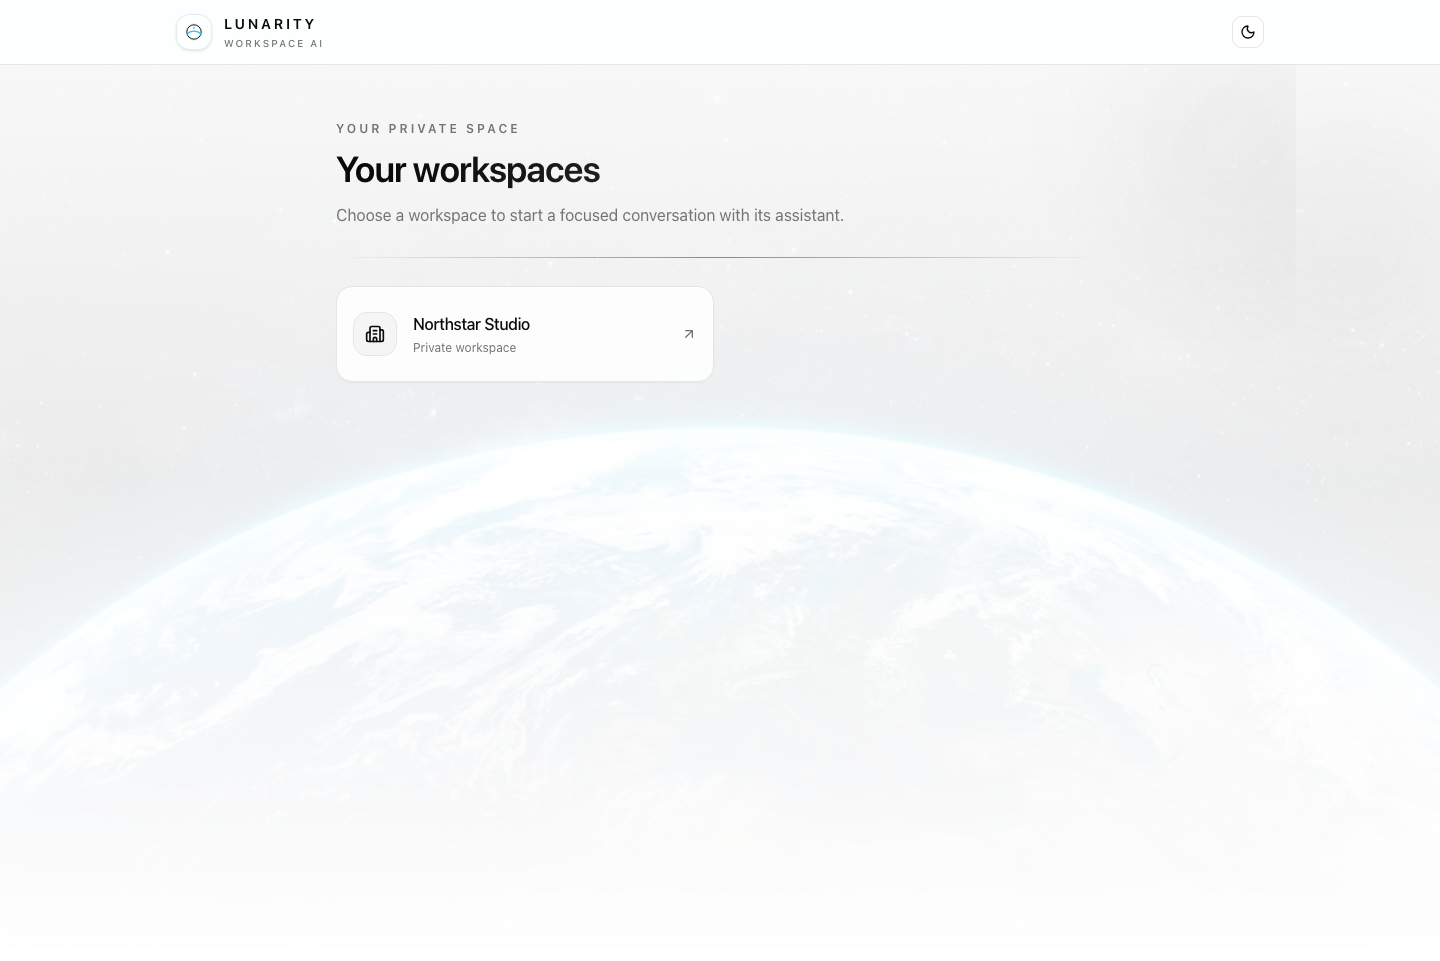 LUNARITY
WORKSPACE AI
YOUR PRIVATE SPACE
Your workspaces
Choose a workspace to start a focused conversation with its assistant.
Northstar Studio
Private workspace